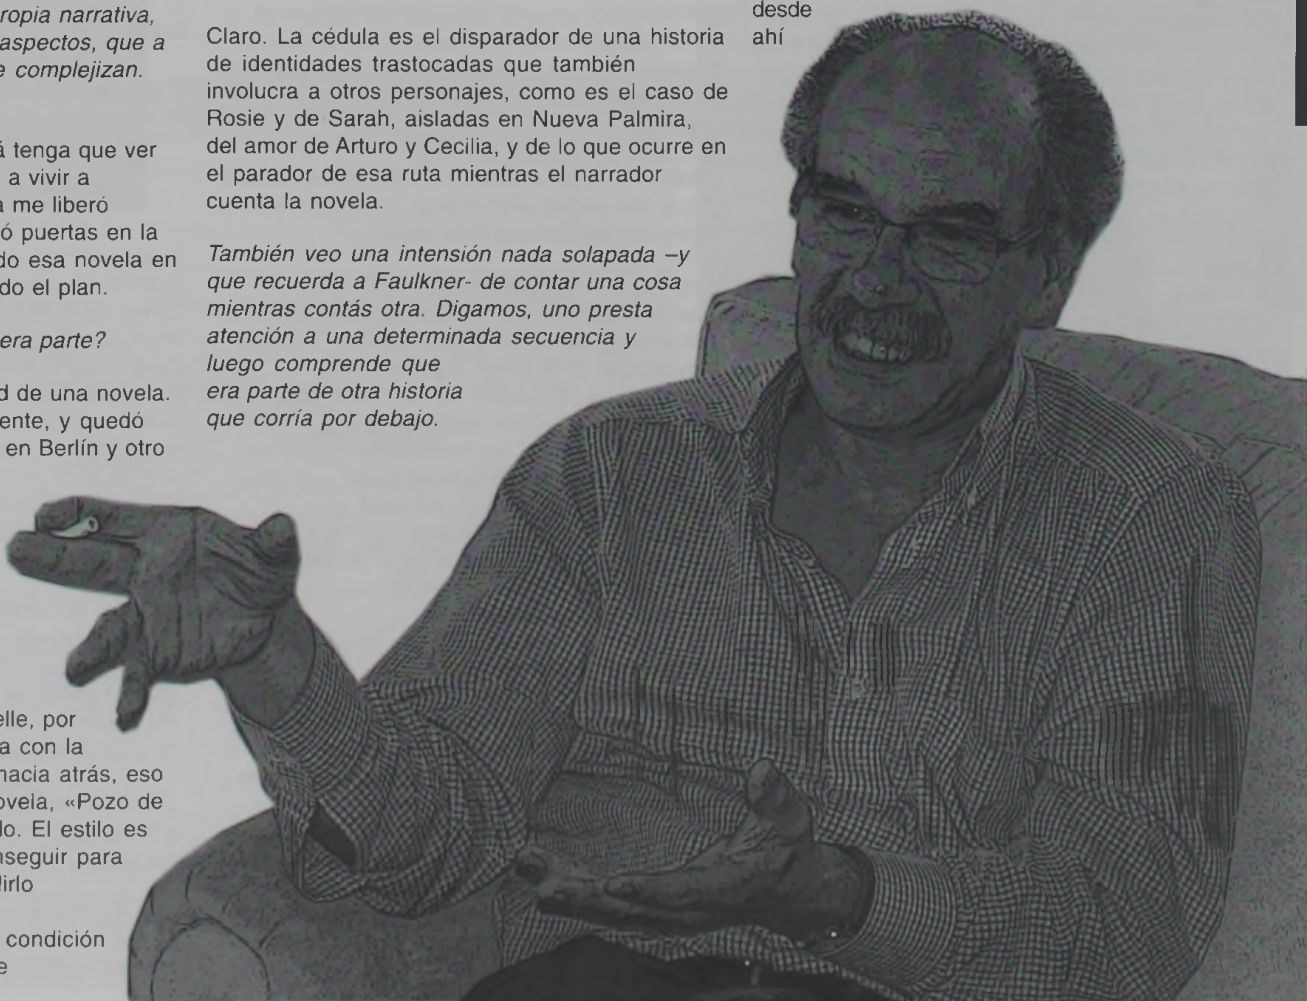 ropia narrativa,
aspectos, que a
e complejizan.
á tenga que ver
a vivir a
a me liberó
ó puertas en la
do esa novela en
do el plan.
era parte?
d de una novela.
ente, y quedó
en Berlín y otro
elle, por
a con la
hacia atrás, eso
ovela, «Pozo de
do. El estilo es
nseguir para
dirlo
condición
e
Claro. La cédula es el disparador de una historia
de identidades trastocadas que también
involucra a otros personajes, como es el caso de
Rosie y de Sarah, aisladas en Nueva Palmira,
del amor de Arturo y Cecilia, y de lo que ocurre en
el parador de esa ruta mientras el narrador
cuenta la novela.
También veo una intensión nada solapada –y
que recuerda a Faulkner- de contar una cosa
mientras contás otra. Digamos, uno presta
atención a una determinada secuencia y
luego comprende que
era parte de otra historia
que corría por debajo.
desde
ahí